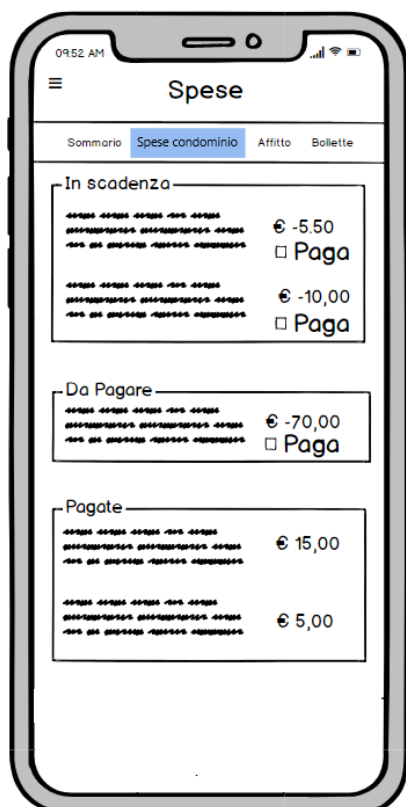 09:52 AM
Spese
Sommario Spese condominio Affitto Bollette
In scadenza
€ -5.50
Paga
€ -10,00
Paga
Da Pagare
€ -70,00
Paga
Pagate
€ 15,00
€ 5,00